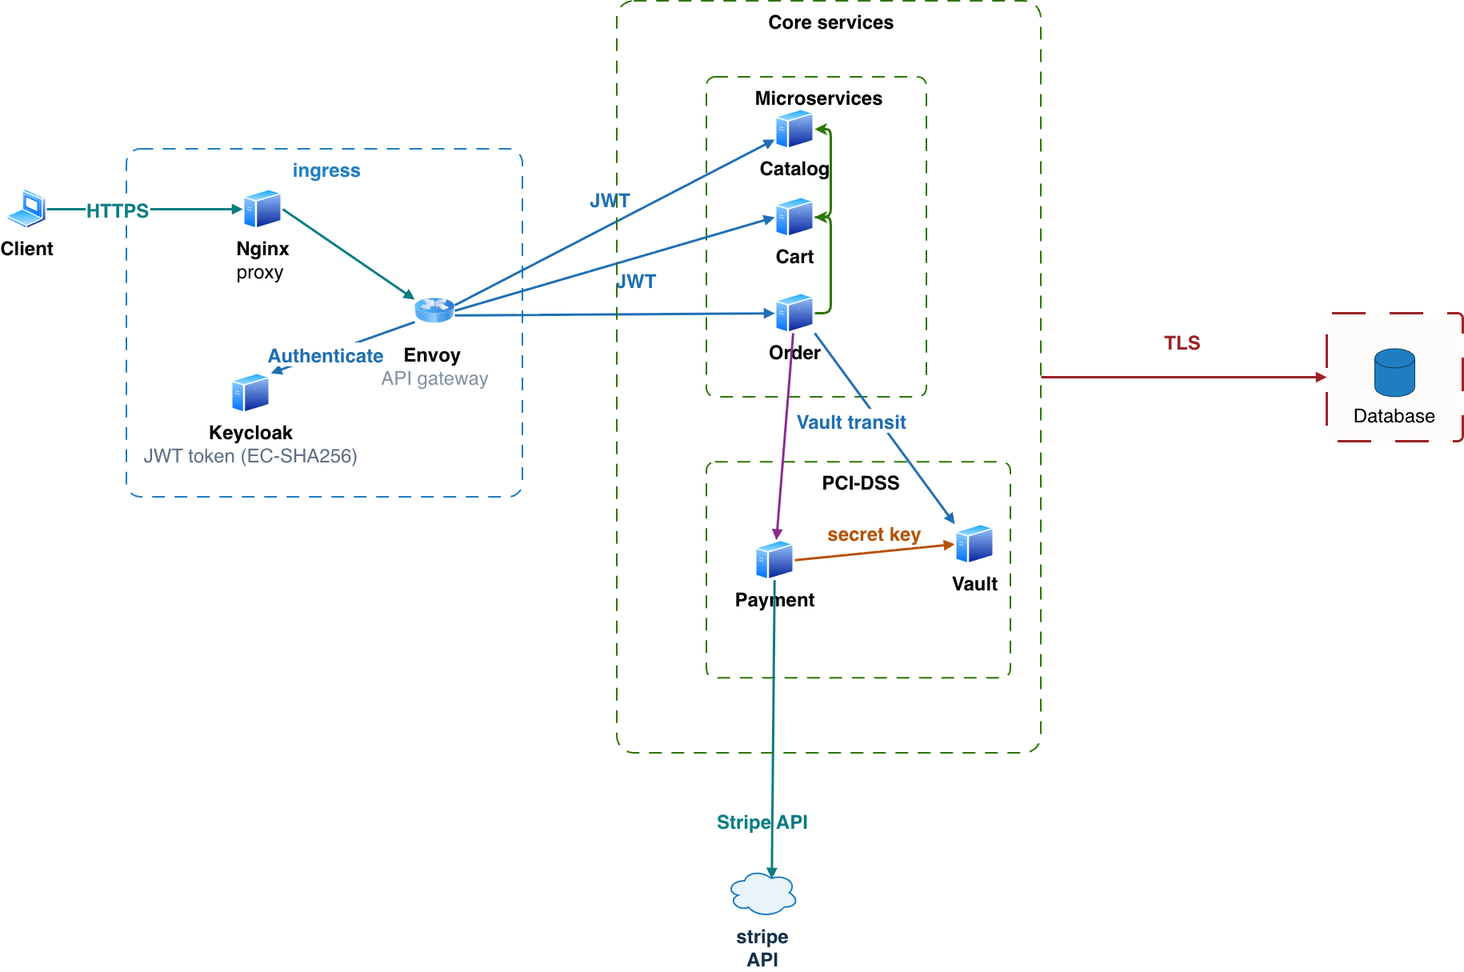 Core services
Microservices
Catalog
ingress
JWT
HTTPS
Client
Nginx
proxy
Cart
JWT
Order
TLS
Authenticate
Envoy
API gateway
Database
Keycloak
JWT token (EC-SHA256)
Vault transit
PCI-DSS
secret key
Vault
Payment
Stripe API
stripe
API